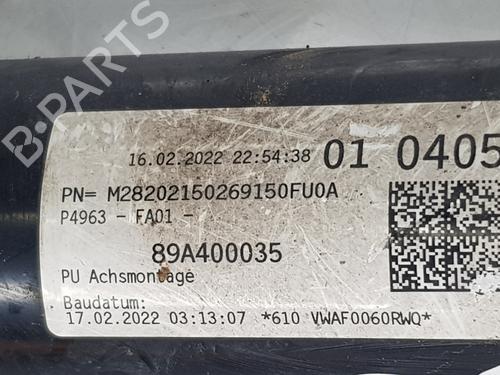 16.02.2022 22:54:38 01 0405
PN= M28202150269150FU0A
P4963 - FA01 -
89A400035
PU Achsmontage
Baudatum:
17.02.2022 03:13:07 *610 VWAF0060RWQ*
B-PARTS